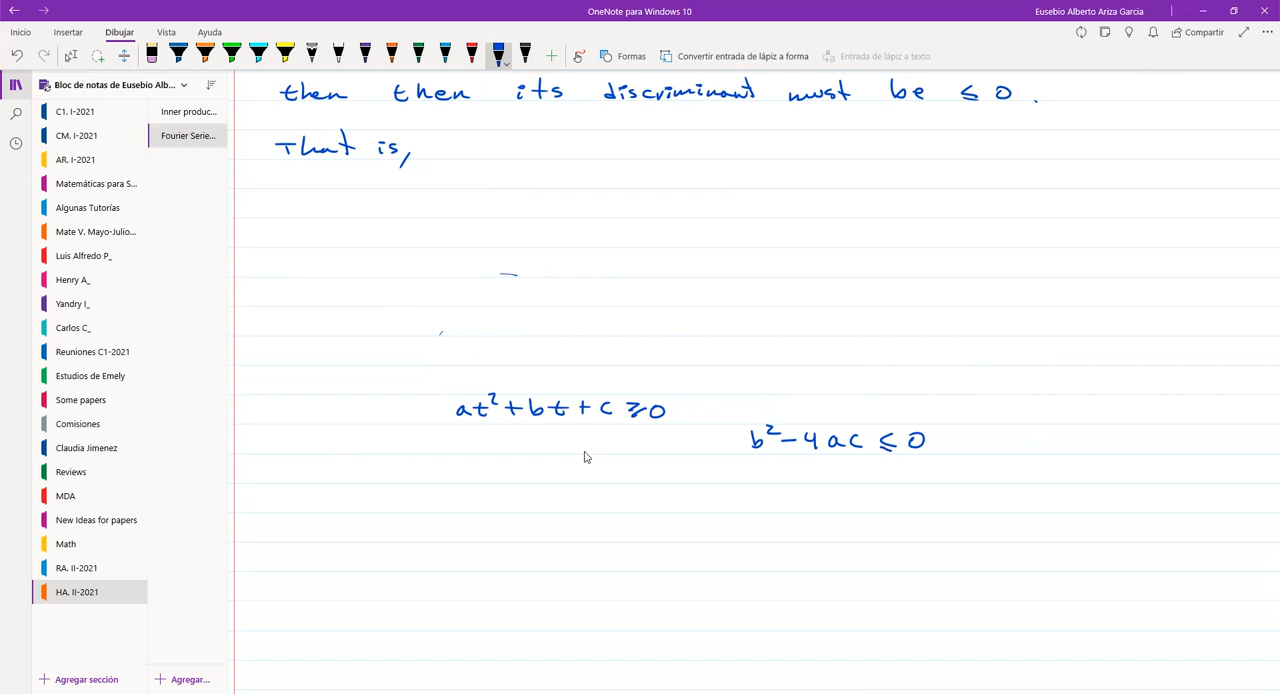 OneNote para Windows 10
Eusebio Alberto Ariza Garcia
Inicio Insertar Dibujar Vista Ayuda
Compartir
Formas
Convertir entrada de lápiz a forma
Entrada de lápiz a texto
Bloc de notas de Eusebio Alb...
C1. I-2021
CM. I-2021
AR. I-2021
Matemáticas para S...
Algunas Tutorías
Mate V. Mayo-Julio...
Luis Alfredo P_
Henry A_
Yandry I_
Carlos C_
Reuniones C1-2021
Estudios de Emely
Some papers
Comisiones
Claudia Jimenez
Reviews
MDA
New Ideas for papers
Math
RA. II-2021
HA. II-2021
Agregar sección
Inner produc...
Fourier Serie...
Agregar...
then then its discriminant must be ≤ 0.
That is,
at²+bt+c ≥0
b²-4ac ≤ 0